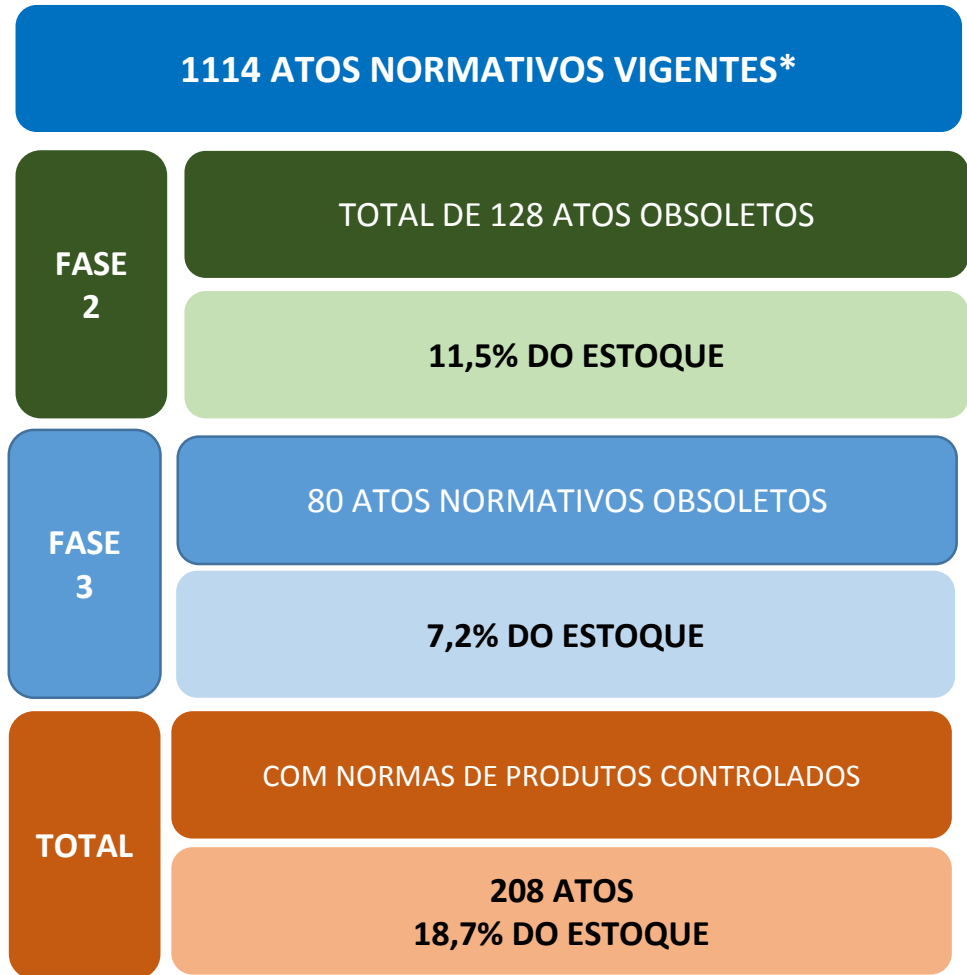 1114 ATOS NORMATIVOS VIGENTES*
FASE
2
TOTAL DE 128 ATOS OBSOLETOS
11,5% DO ESTOQUE
FASE
3
80 ATOS NORMATIVOS OBSOLETOS
7,2% DO ESTOQUE
TOTAL
COM NORMAS DE PRODUTOS CONTROLADOS
208 ATOS
18,7% DO ESTOQUE